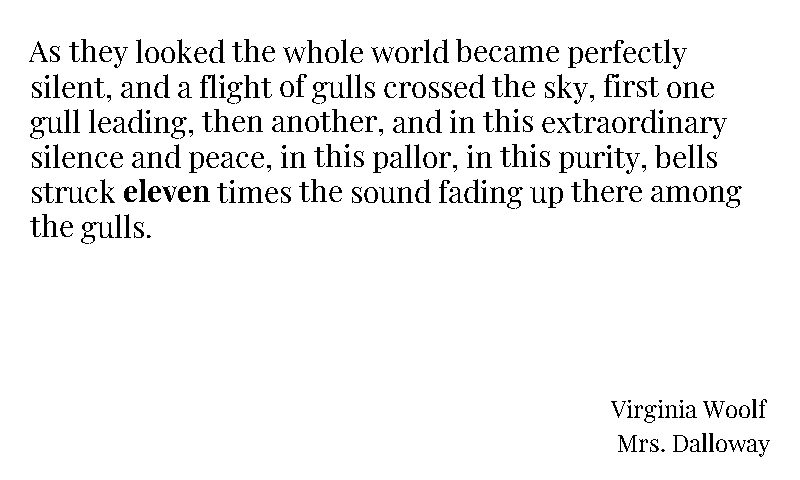 As they looked the whole world became perfectly
silent, and a flight of gulls crossed the sky, first one
gull leading, then another, and in this extraordinary
silence and peace, in this pallor, in this purity, bells
struck eleven times the sound fading up there among
the gulls.
Virginia Woolf
Mrs. Dalloway